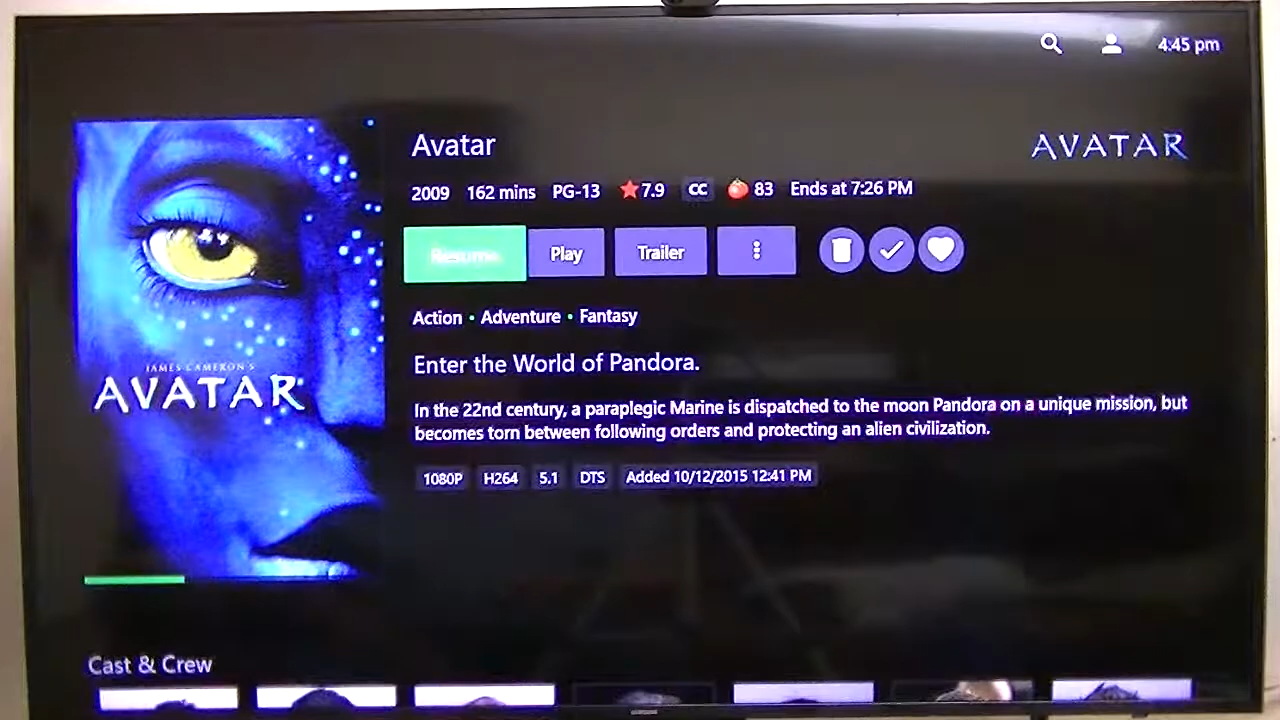 4:45 pm
Avatar
AVATAR
2009 162 mins PG-13 7.9 CC 83 Ends at 7:26 PM
Resume Play Trailer
Action • Adventure • Fantasy
Enter the World of Pandora.
JAMES CAMERON'S
AVATAR
In the 22nd century, a paraplegic Marine is dispatched to the moon Pandora on a unique mission, but
becomes torn between following orders and protecting an alien civilization.
1080P H264 5.1 DTS Added 10/12/2015 12:41 PM
Cast & Crew
SAMSUNG